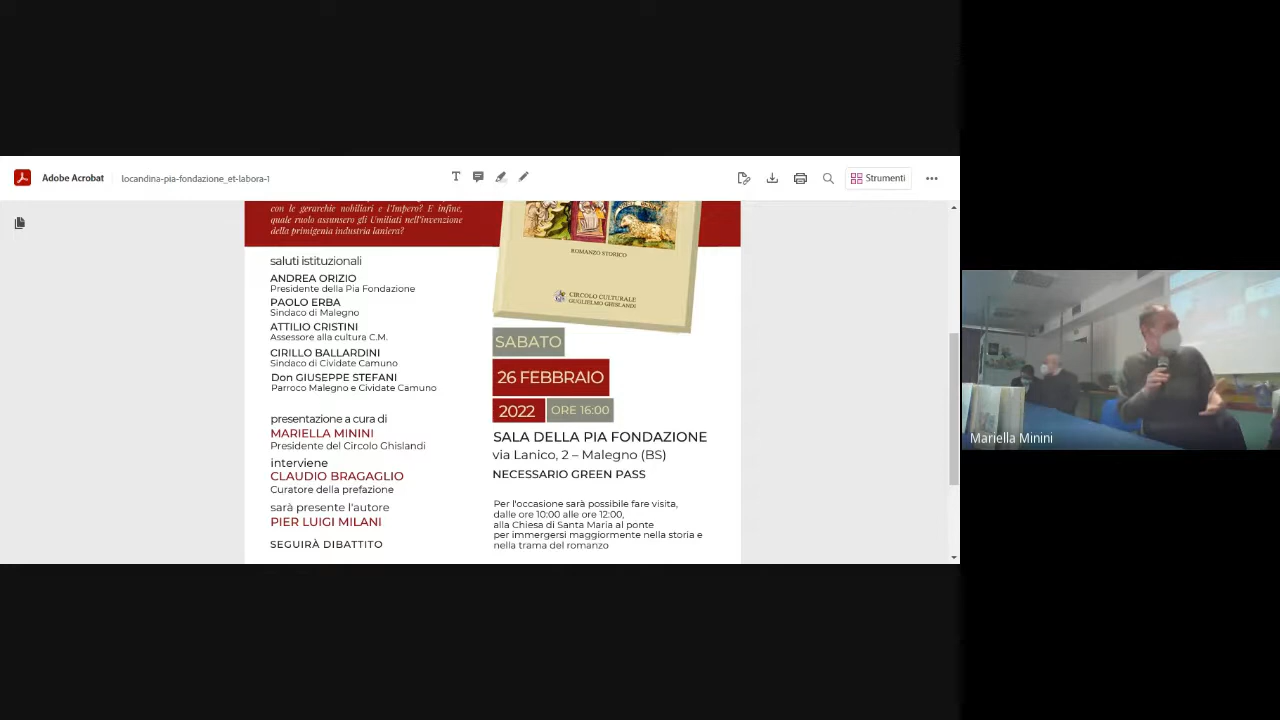 Adobe Acrobat
locandina-pia-fondazione_et-labora-1
Strumenti
con le gerarchie nobiliari e l'Impero? E infine,
quale ruolo assunsero gli Umiliati nell'invenzione
della primigenia industria laniera?
saluti istituzionali
ANDREA ORIZIO
Presidente della Pia Fondazione
PAOLO ERBA
Sindaco di Malegno
ATTILIO CRISTINI
Assessore alla cultura C.M.
CIRILLO BALLARDINI
Sindaco di Cividate Camuno
Don GIUSEPPE STEFANI
Parroco Malegno e Cividate Camuno
presentazione a cura di
MARIELLA MININI
Presidente del Circolo Ghislandi
interviene
CLAUDIO BRAGAGLIO
Curatore della prefazione
sarà presente l'autore
PIER LUIGI MILANI
SEGUIRÀ DIBATTITO
ROMANZO STORICO
CIRCOLO CULTURALE
GUGLIELMO GHISLANDI
SABATO
26 FEBBRAIO
2022 ORE 16:00
SALA DELLA PIA FONDAZIONE
via Lanico, 2 – Malegno (BS)
NECESSARIO GREEN PASS
Per l'occasione sarà possibile fare visita,
dalle ore 10:00 alle ore 12:00,
alla Chiesa di Santa Maria al ponte
per immergersi maggiormente nella storia e
nella trama del romanzo
Mariella Minini